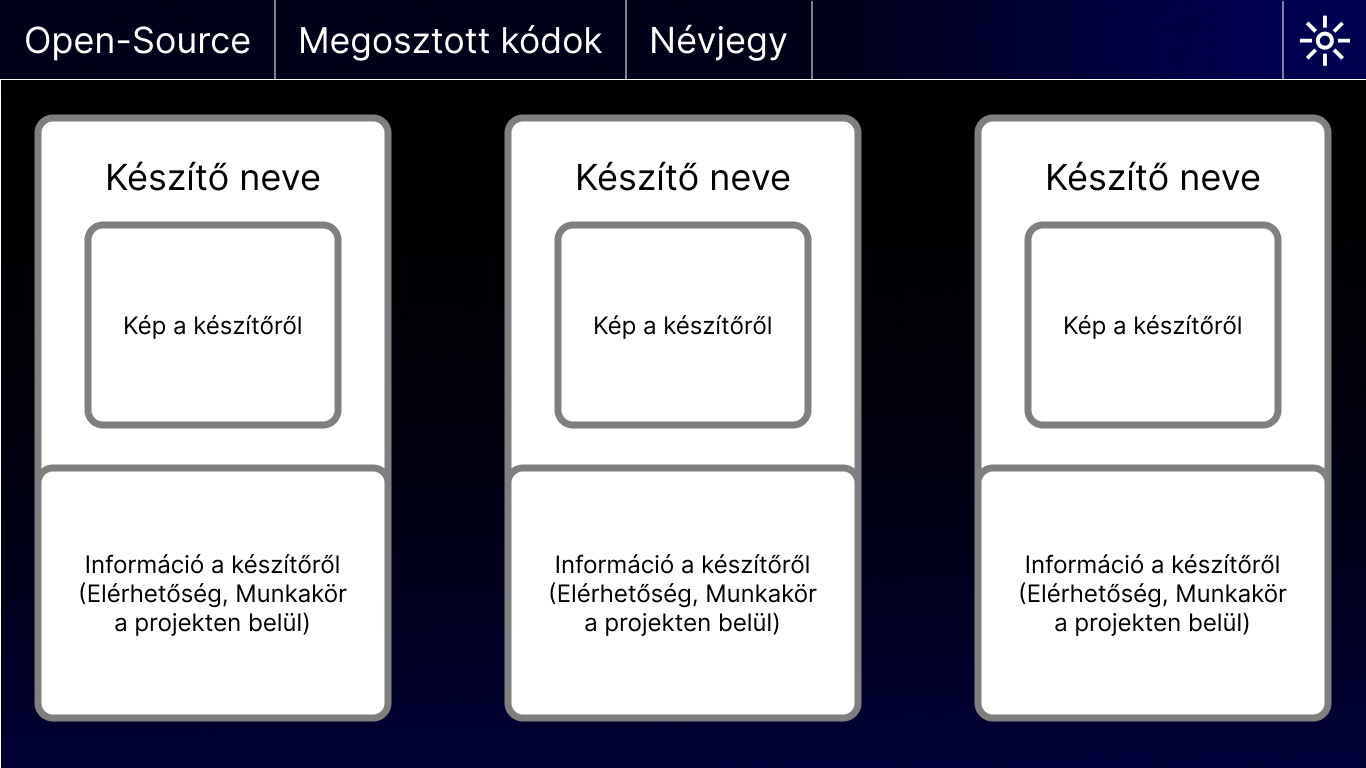 Open-Source
Megosztott kódok
Névjegy
Készítő neve
Kép a készítőről
Információ a készítőről
(Elérhetőség, Munkakör
a projekten belül)
Készítő neve
Kép a készítőről
Információ a készítőről
(Elérhetőség, Munkakör
a projekten belül)
Készítő neve
Kép a készítőről
Információ a készítőről
(Elérhetőség, Munkakör
a projekten belül)